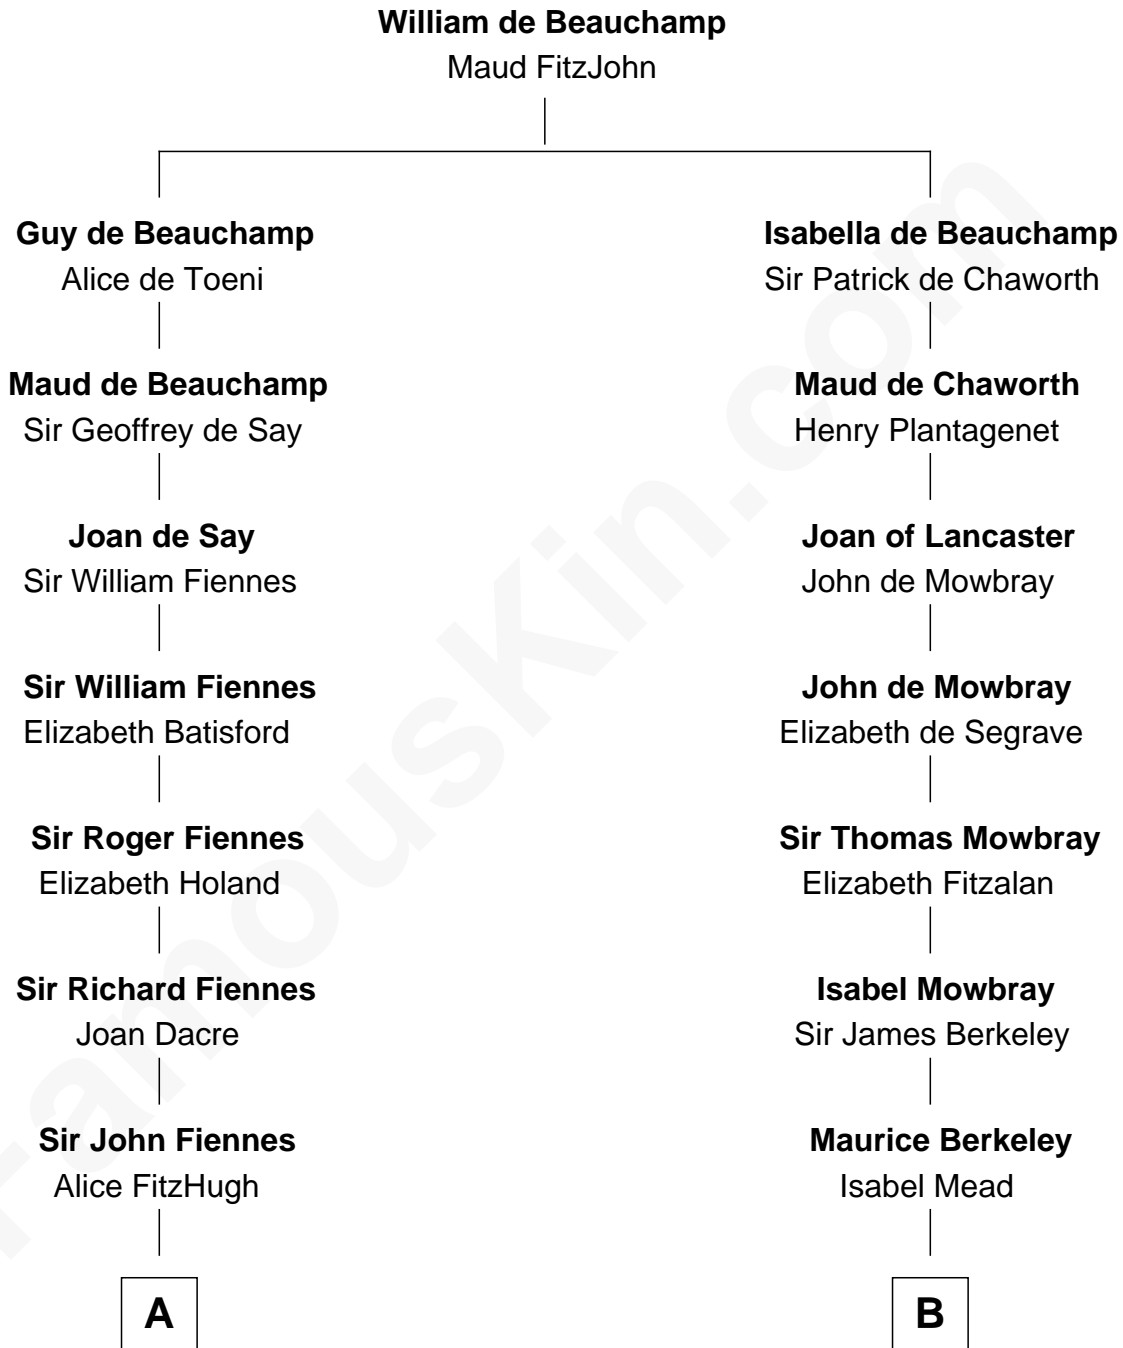 William de Beauchamp
Maud FitzJohn
Guy de Beauchamp
Alice de Toeni
Maud de Beauchamp
Sir Geoffrey de Say
Joan de Say
Sir William Fiennes
Sir William Fiennes
Elizabeth Batisford
Sir Roger Fiennes
Elizabeth Holand
Sir Richard Fiennes
Joan Dacre
Sir John Fiennes
Alice FitzHugh
A
Isabella de Beauchamp
Sir Patrick de Chaworth
Maud de Chaworth
Henry Plantagenet
Joan of Lancaster
John de Mowbray
John de Mowbray
Elizabeth de Segrave
Sir Thomas Mowbray
Elizabeth Fitzalan
Isabel Mowbray
Sir James Berkeley
Maurice Berkeley
Isabel Mead
B
FamousKin.com